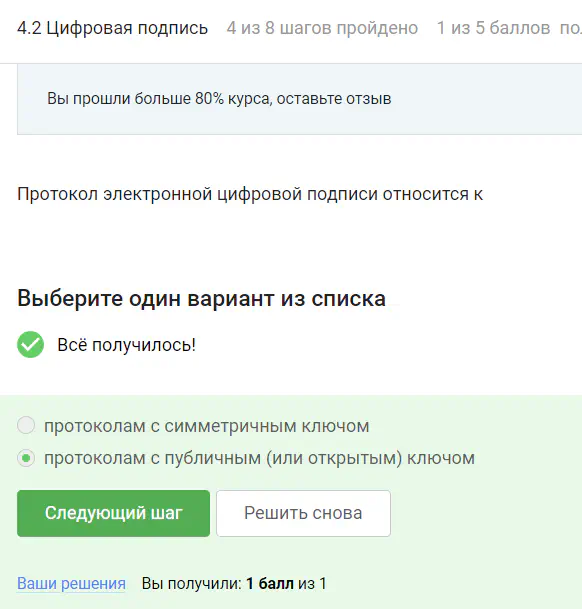 4.2 Цифровая подпись 4 из 8 шагов пройдено 1 из 5 баллов пол
Вы прошли больше 80% курса, оставьте отзыв
Протокол электронной цифровой подписи относится к
Выберите один вариант из списка
Всё получилось!
протоколам с симметричным ключом
протоколам с публичным (или открытым) ключом
Следующий шаг Решить снова
Ваши решения Вы получили: 1 балл из 1